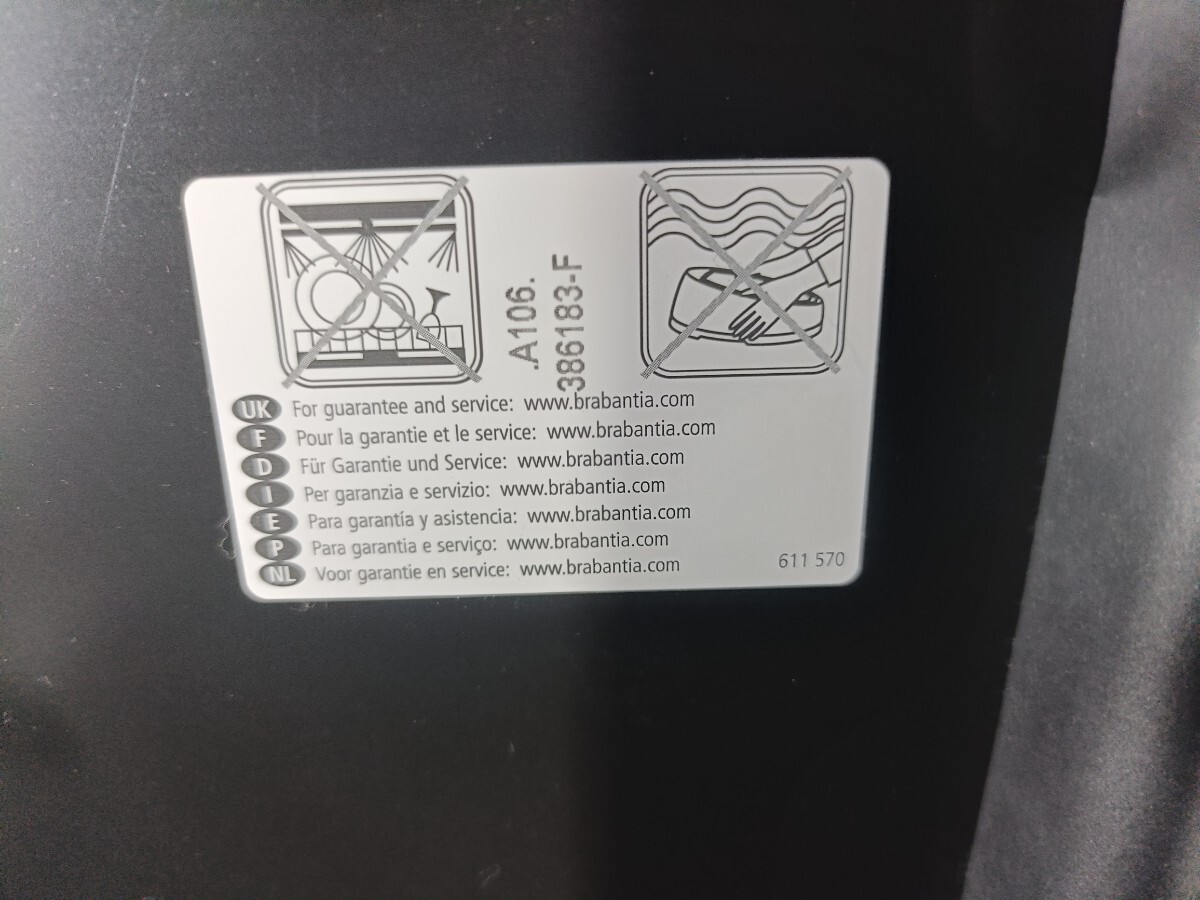 .A106.
386183-F
UK For guarantee and service: www.brabantia.com
F Pour la garantie et le service: www.brabantia.com
D Für Garantie und Service: www.brabantia.com
I Per garanzia e servizio: www.brabantia.com
E Para garantía y asistencia: www.brabantia.com
P Para garantia e serviço: www.brabantia.com
NL Voor garantie en service: www.brabantia.com
611 570